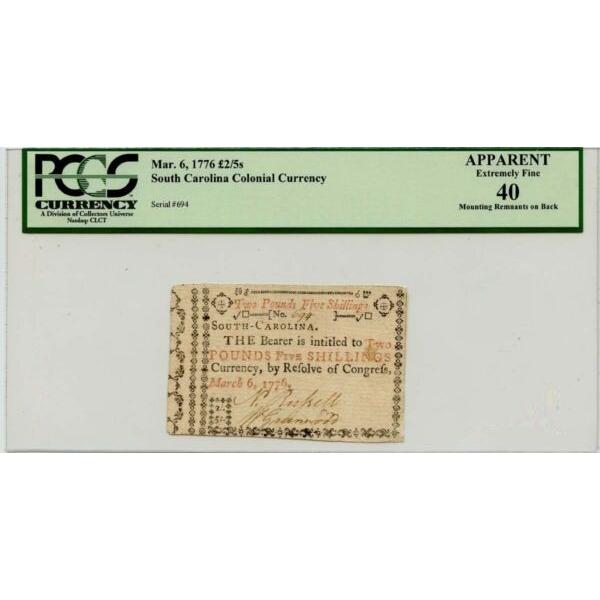 PCGS
CURRENCY
A Division of Collectors Universe
Nasdaq: CLCT
Mar. 6, 1776 £2/5s
South Carolina Colonial Currency
Serial #694
APPARENT
Extremely Fine
40
Mounting Remnants on Back
Two Pounds Five Shillings
[No. 694 ]
SOUTH-CAROLINA.
THE Bearer is intitled to Two
POUNDS FIVE SHILLINGS
Currency, by Reſolve of Congreſs,
March 6, 1776.
2l.
5s.